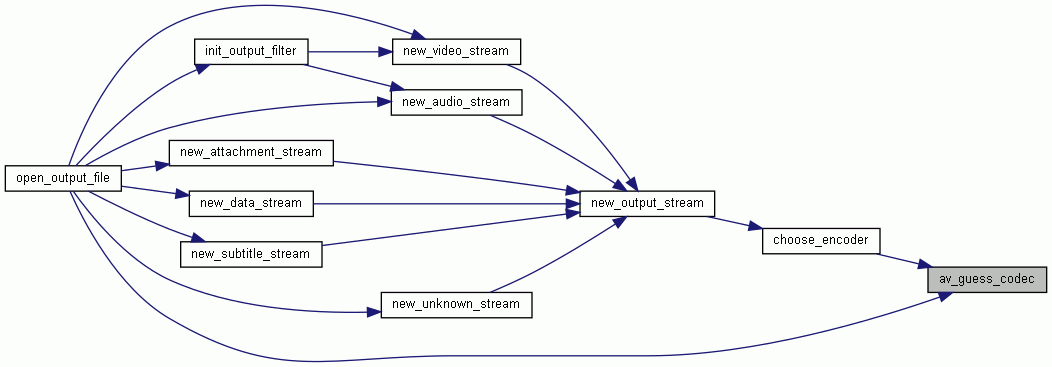 new_video_stream
init_output_filter
new_audio_stream
new_attachment_stream
open_output_file
new_data_stream
new_output_stream
choose_encoder
new_subtitle_stream
av_guess_codec
new_unknown_stream